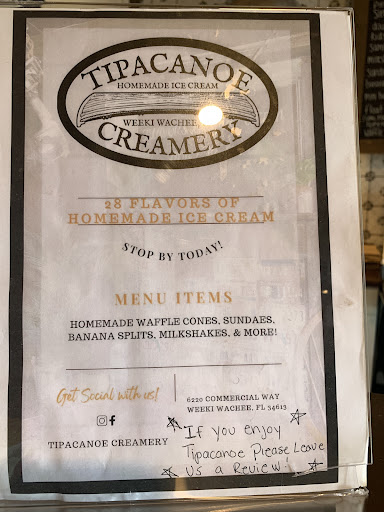 TIPACANOE
HOMEMADE ICE CREAM
WEEKI WACHEE
CREAMERY
28 FLAVORS OF
HOMEMADE ICE CREAM
STOP BY TODAY!
MENU ITEMS
HOMEMADE WAFFLE CONES, SUNDAES,
BANANA SPLITS, MILKSHAKES, & MORE!
Get Social with us!
TIPACANOE CREAMERY
6220 COMMERCIAL WAY
WEEKI WACHEE, FL 34613
If you enjoy
Tipacanoe Please Leave
us a Review!